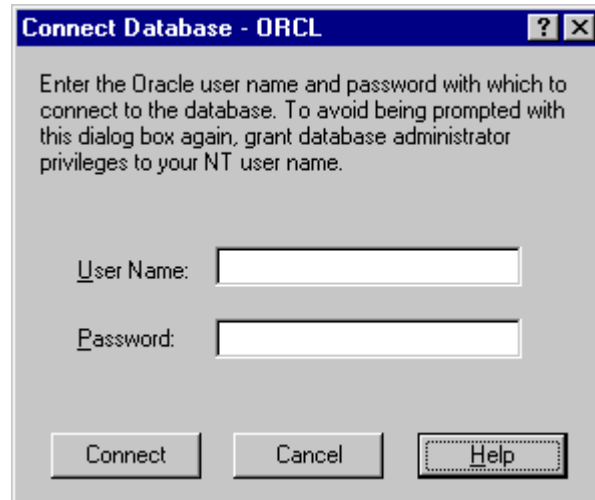 Connect Database - ORCL
Enter the Oracle user name and password with which to
connect to the database. To avoid being prompted with
this dialog box again, grant database administrator
privileges to your NT user name.
User Name:
Password:
Connect Cancel Help